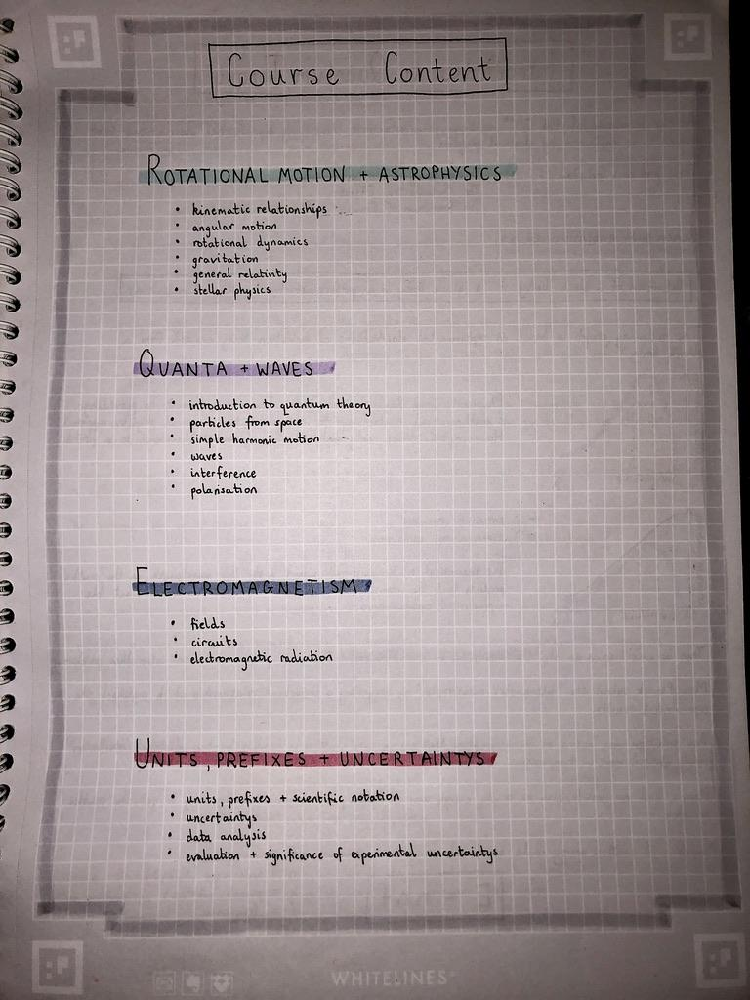 Course Content
ROTATIONAL MOTION + ASTROPHYSICS
• kinematic relationships
• angular motion
• rotational dynamics
• gravitation
• general relativity
• stellar physics
QUANTA + WAVES
• introduction to quantum theory
• particles from space
• simple harmonic motion
• waves
• interference
• polarisation
ELECTROMAGNETISM
• fields
• circuits
• electromagnetic radiation
UNITS, PREFIXES + UNCERTAINTYS
• units, prefixes + scientific notation
• uncertaintys
• data analysis
• evaluation + significance of experimental uncertaintys
WHITELINES